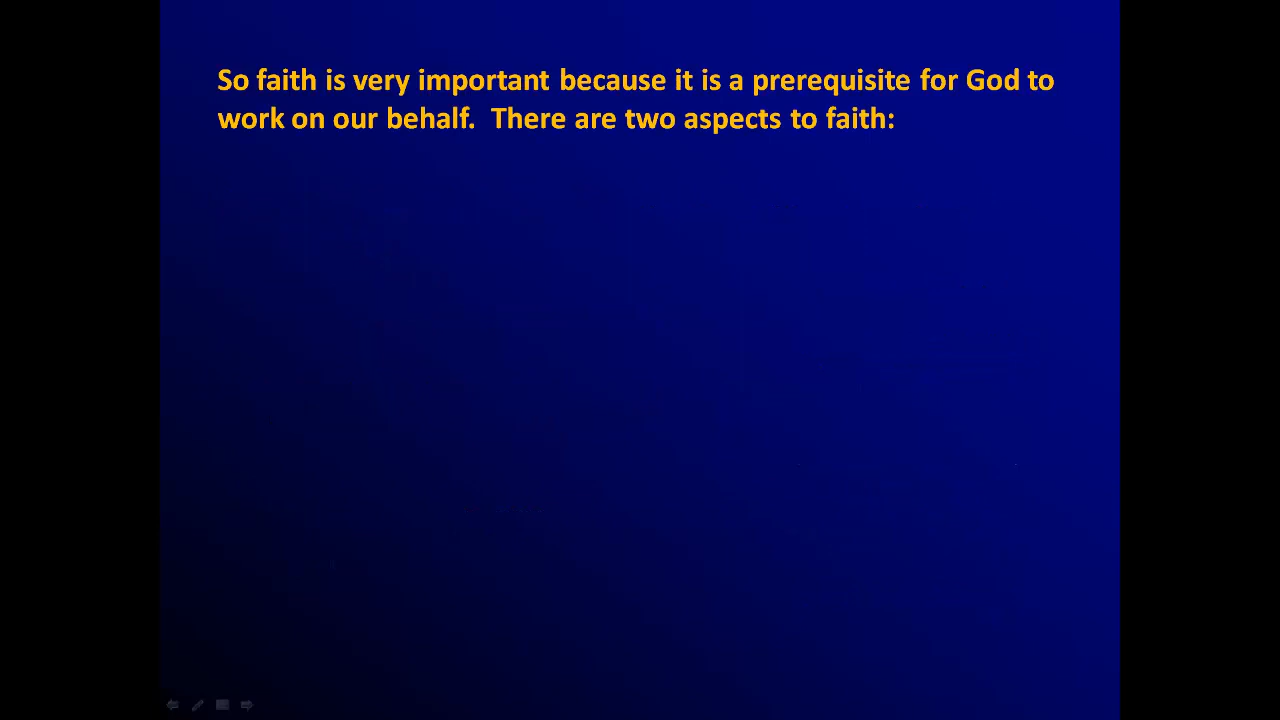 So faith is very important because it is a prerequisite for God to
work on our behalf.  There are two aspects to faith: